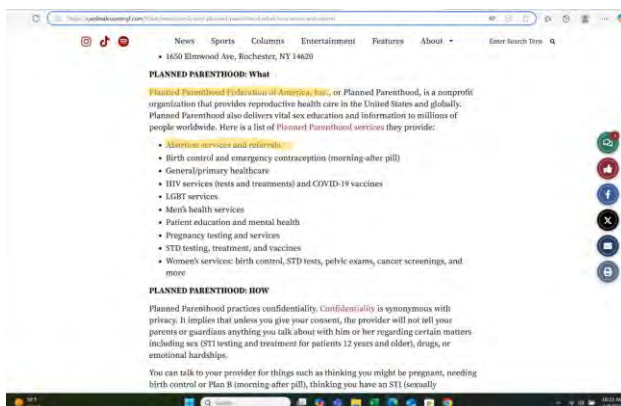 News Sports Columns Entertainment Features About Enter Search Term
• 1650 Elmwood Ave, Rochester, NY 14620
PLANNED PARENTHOOD: What
Planned Parenthood Federation of America, Inc., or Planned Parenthood, is a nonprofit
organization that provides reproductive health care in the United States and globally.
Planned Parenthood also delivers vital sex education and information to millions of
people worldwide. Here is a list of Planned Parenthood services they provide:
• Abortion services and referrals
• Birth control and emergency contraception (morning-after pill)
• General/primary healthcare
• HIV services (tests and treatments) and COVID-19 vaccines
• LGBT services
• Men's health services
• Patient education and mental health
• Pregnancy testing and services
• STD testing, treatment, and vaccines
• Women's services: birth control, STD tests, pelvic exams, cancer screenings, and
more
PLANNED PARENTHOOD: HOW
Planned Parenthood practices confidentiality. Confidentiality is synonymous with
privacy. It implies that unless you give your consent, the provider will not tell your
parents or guardians anything you talk about with him or her regarding certain matters
including sex (STI testing and treatment for patients 12 years and older), drugs, or
emotional hardships.
You can talk to your provider for things such as thinking you might be pregnant, needing
birth control or Plan B (morning-after pill), thinking you have an STI (sexually